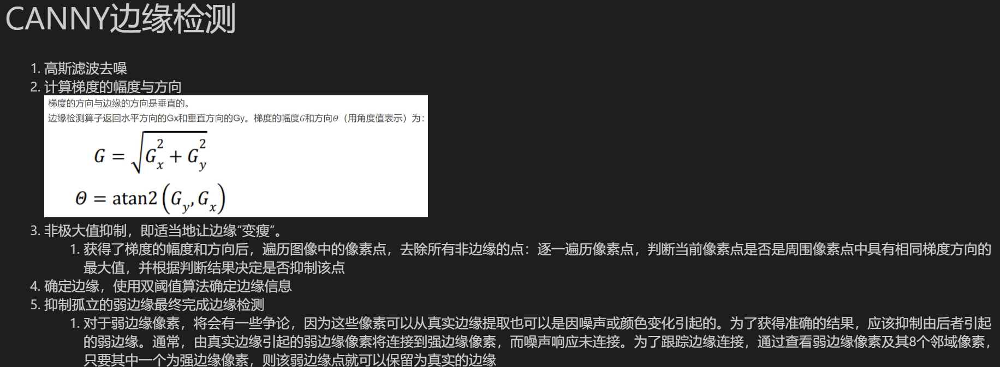 CANNY边缘检测
1. 高斯滤波去噪
2. 计算梯度的幅度与方向
梯度的方向与边缘的方向是垂直的。
边缘检测算子返回水平方向的Gx和垂直方向的Gy。梯度的幅度G和方向Θ（用角度值表示）为：
G = √(G_x^2 + G_y^2)
Θ = atan2(G_y, G_x)
3. 非极大值抑制，即适当地让边缘“变瘦”。
1. 获得了梯度的幅度和方向后，遍历图像中的像素点，去除所有非边缘的点：逐一遍历像素点，判断当前像素点是否是周围像素点中具有相同梯度方向的
最大值，并根据判断结果决定是否抑制该点
4. 确定边缘，使用双阈值算法确定边缘信息
5. 抑制孤立的弱边缘最终完成边缘检测
1. 对于弱边缘像素，将会有一些争论，因为这些像素可以从真实边缘提取也可以是因噪声或颜色变化引起的。为了获得准确的结果，应该抑制由后者引起
的弱边缘。通常，由真实边缘引起的弱边缘像素将连接到强边缘像素，而噪声响应未连接。为了跟踪边缘连接，通过查看弱边缘像素及其8个邻域像素，
只要其中一个为强边缘像素，则该弱边缘点就可以保留为真实的边缘